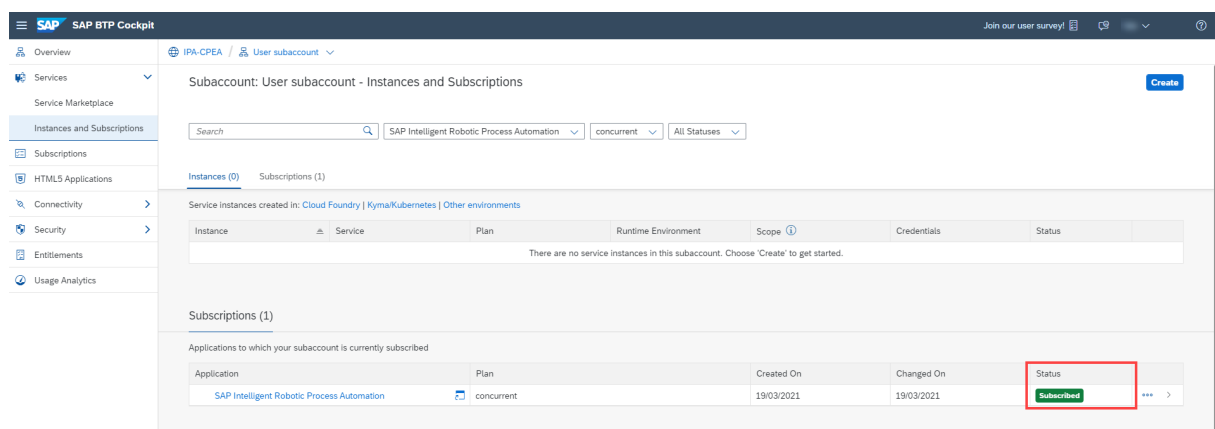 SAP SAP BTP Cockpit
Join our user survey!
Overview
IPA-CPEA / User subaccount
Services
Subaccount: User subaccount - Instances and Subscriptions
Create
Service Marketplace
Instances and Subscriptions
Search
SAP Intelligent Robotic Process Automation
concurrent
All Statuses
Subscriptions
HTML5 Applications
Instances (0) Subscriptions (1)
Connectivity
Service instances created in: Cloud Foundry | Kyma/Kubernetes | Other environments
Security
Instance Service Plan Runtime Environment Scope Credentials Status
Entitlements
There are no service instances in this subaccount. Choose 'Create' to get started.
Usage Analytics
Subscriptions (1)
Applications to which your subaccount is currently subscribed
Application Plan Created On Changed On Status
SAP Intelligent Robotic Process Automation concurrent 19/03/2021 19/03/2021 Subscribed